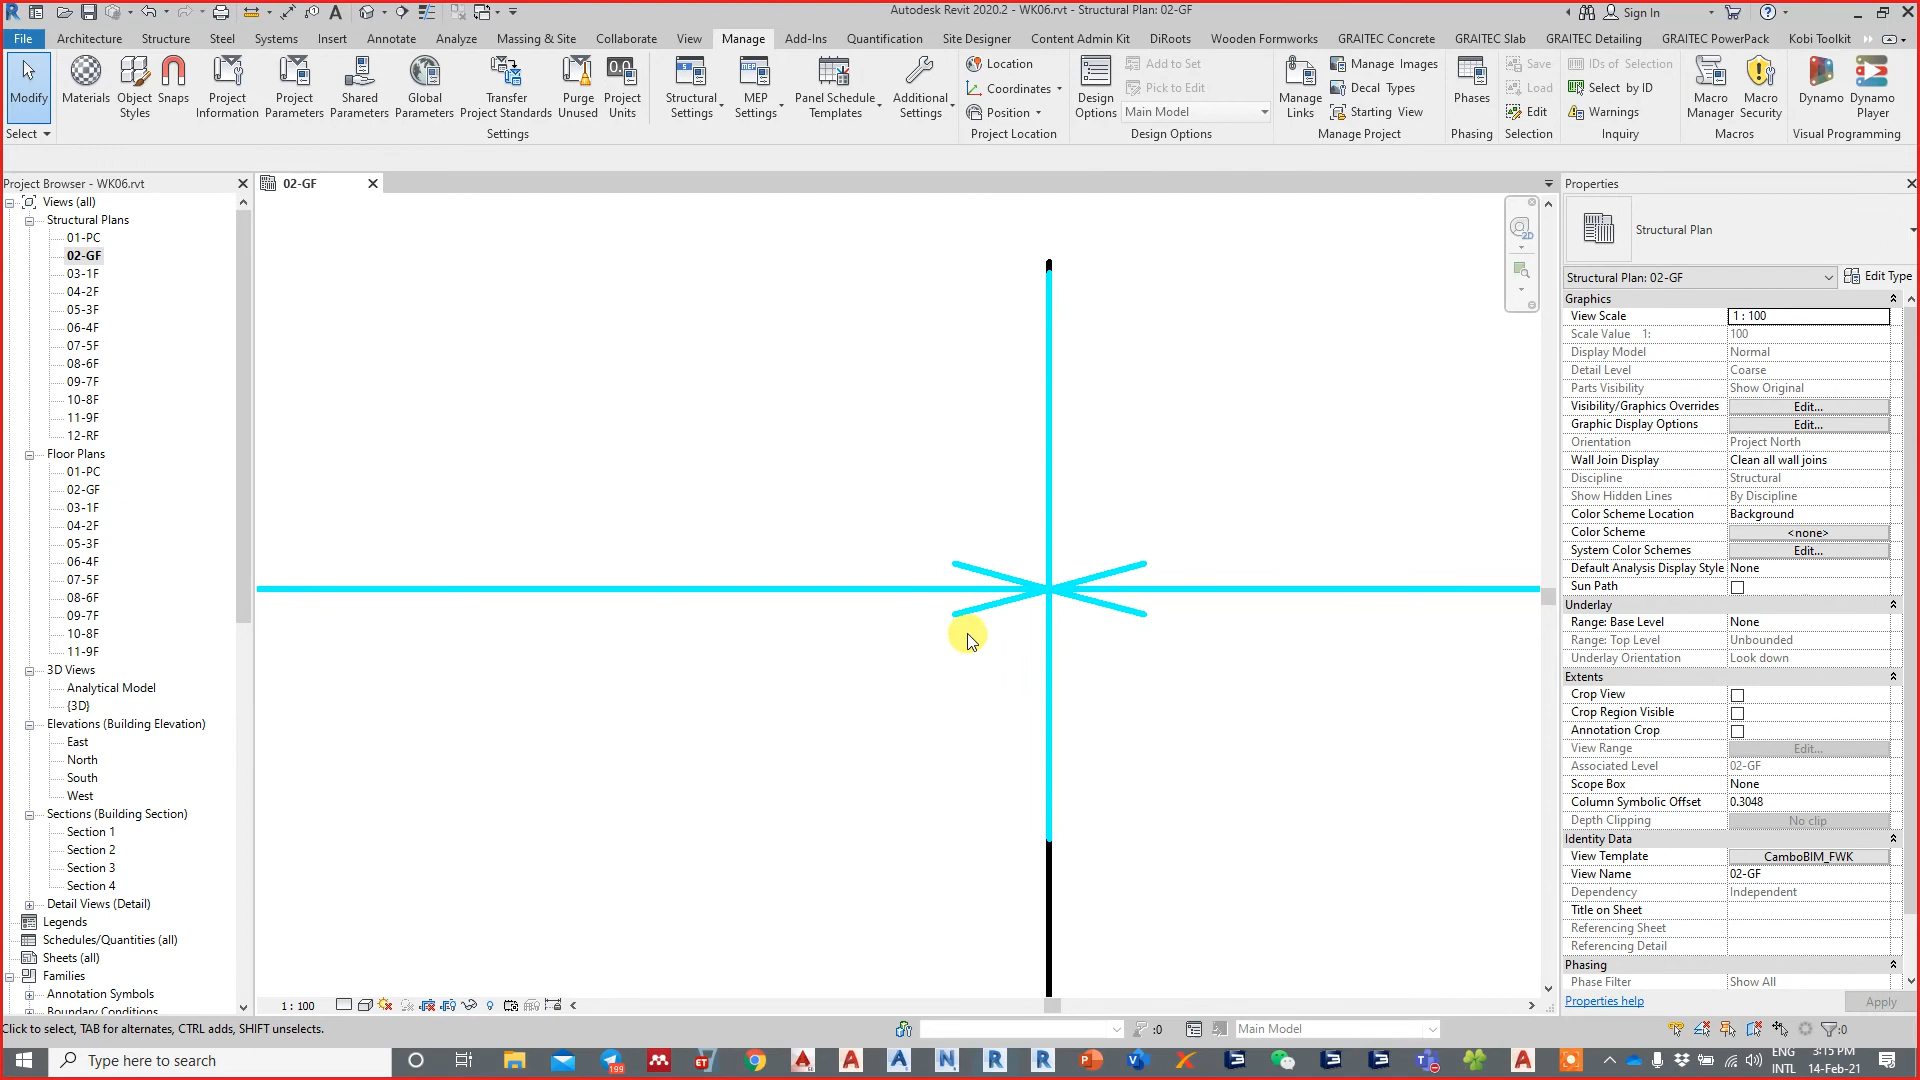 Autodesk Revit 2020.2 - WK06.rvt - Structural Plan: 02-GF
Sign In
File Architecture Structure Steel Systems Insert Annotate Analyze Massing & Site Collaborate View Manage Add-Ins Quantification Site Designer Content Admin Kit DiRoots Wooden Formworks GRAITEC Concrete GRAITEC Slab GRAITEC Detailing GRAITEC PowerPack Kobi Toolkit
Modify
Materials
Object Styles
Snaps
Project Information
Project Parameters
Shared Parameters
Global Parameters
Transfer Project Standards
Purge Unused
Project Units
Structural Settings
MEP Settings
Panel Schedule Templates
Additional Settings
Location
Coordinates
Position
Design Options
Add to Set
Pick to Edit
Main Model
Manage Links
Manage Images
Decal Types
Starting View
Phases
Save
Load
Edit
IDs of Selection
Select by ID
Warnings
Macro Manager
Macro Security
Dynamo
Dynamo Player
Select
Settings
Project Location
Design Options
Manage Project
Phasing
Selection
Inquiry
Macros
Visual Programming
Project Browser - WK06.rvt
Views (all)
Structural Plans
01-PC
02-GF
03-1F
04-2F
05-3F
06-4F
07-5F
08-6F
09-7F
10-8F
11-9F
12-RF
Floor Plans
01-PC
02-GF
03-1F
04-2F
05-3F
06-4F
07-5F
08-6F
09-7F
10-8F
11-9F
3D Views
Analytical Model
{3D}
Elevations (Building Elevation)
East
North
South
West
Sections (Building Section)
Section 1
Section 2
Section 3
Section 4
Detail Views (Detail)
Legends
Schedules/Quantities (all)
Sheets (all)
Families
Annotation Symbols
Boundary Conditions
02-GF
2D
1 : 100
Properties
Structural Plan
Structural Plan: 02-GF
Edit Type
Graphics
View Scale 1 : 100
Scale Value 1: 100
Display Model Normal
Detail Level Coarse
Parts Visibility Show Original
Visibility/Graphics Overrides Edit...
Graphic Display Options Edit...
Orientation Project North
Wall Join Display Clean all wall joins
Discipline Structural
Show Hidden Lines By Discipline
Color Scheme Location Background
Color Scheme <none>
System Color Schemes Edit...
Default Analysis Display Style None
Sun Path
Underlay
Range: Base Level None
Range: Top Level Unbounded
Underlay Orientation Look down
Extents
Crop View
Crop Region Visible
Annotation Crop
View Range Edit...
Associated Level 02-GF
Scope Box None
Column Symbolic Offset 0.3048
Depth Clipping No clip
Identity Data
View Template CamboBIM_FWK
View Name 02-GF
Dependency Independent
Title on Sheet
Referencing Sheet
Referencing Detail
Phasing
Phase Filter Show All
Properties help
Apply
Click to select, TAB for alternates, CTRL adds, SHIFT unselects.
:0
Main Model
:0
Type here to search
199
ENG
INTL
3:15 PM
14-Feb-21